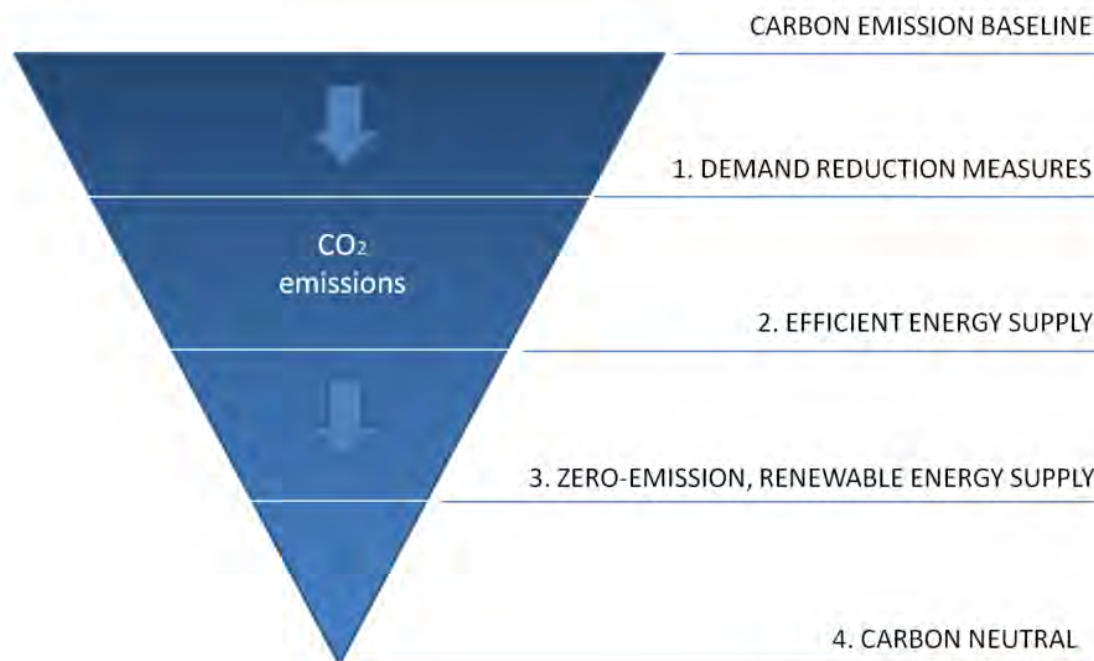 CARBON EMISSION BASELINE
1. DEMAND REDUCTION MEASURES
CO₂
emissions
2. EFFICIENT ENERGY SUPPLY
3. ZERO-EMISSION, RENEWABLE ENERGY SUPPLY
4. CARBON NEUTRAL